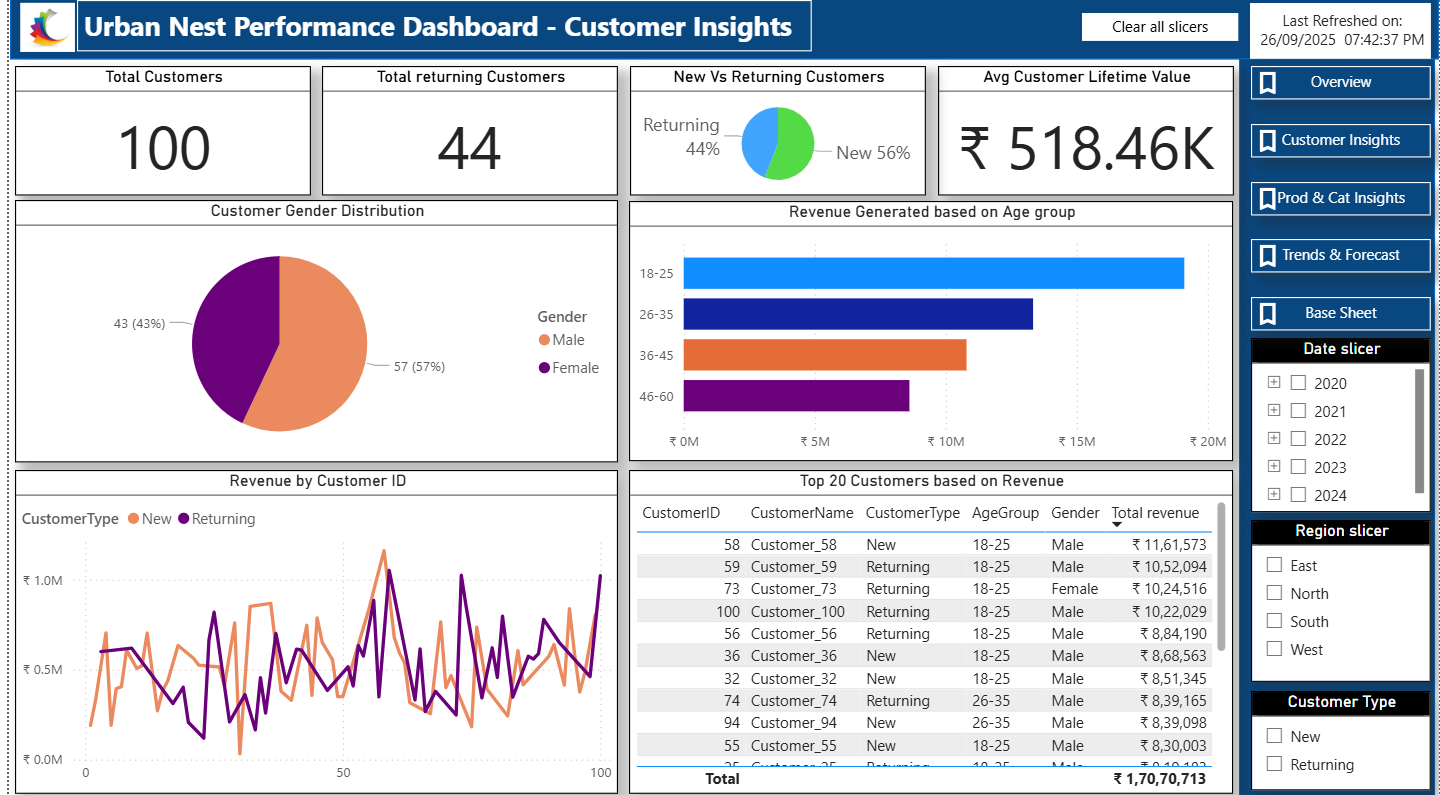 Urban Nest Performance Dashboard - Customer Insights
Clear all slicers
Last Refreshed on:
26/09/2025 07:42:37 PM
Total Customers
100
Total returning Customers
44
New Vs Returning Customers
Returning
44%
New 56%
Avg Customer Lifetime Value
₹ 518.46K
Overview
Customer Insights
Prod & Cat Insights
Trends & Forecast
Base Sheet
Customer Gender Distribution
43 (43%)
57 (57%)
Gender
Male
Female
Revenue Generated based on Age group
18-25
26-35
36-45
46-60
₹ 0M ₹ 5M ₹ 10M ₹ 15M ₹ 20M
Date slicer
2020
2021
2022
2023
2024
Revenue by Customer ID
CustomerType New Returning
₹ 1.0M
₹ 0.5M
₹ 0.0M
0 50 100
Top 20 Customers based on Revenue
CustomerID CustomerName CustomerType AgeGroup Gender Total revenue
58 Customer_58 New 18-25 Male ₹ 11,61,573
59 Customer_59 Returning 18-25 Male ₹ 10,52,094
73 Customer_73 Returning 18-25 Female ₹ 10,24,516
100 Customer_100 Returning 18-25 Male ₹ 10,22,029
56 Customer_56 Returning 18-25 Male ₹ 8,84,190
36 Customer_36 New 18-25 Male ₹ 8,68,563
32 Customer_32 New 18-25 Male ₹ 8,51,345
74 Customer_74 Returning 26-35 Male ₹ 8,39,165
94 Customer_94 New 26-35 Male ₹ 8,39,098
55 Customer_55 New 18-25 Male ₹ 8,30,003
Total ₹ 1,70,70,713
Region slicer
East
North
South
West
Customer Type
New
Returning